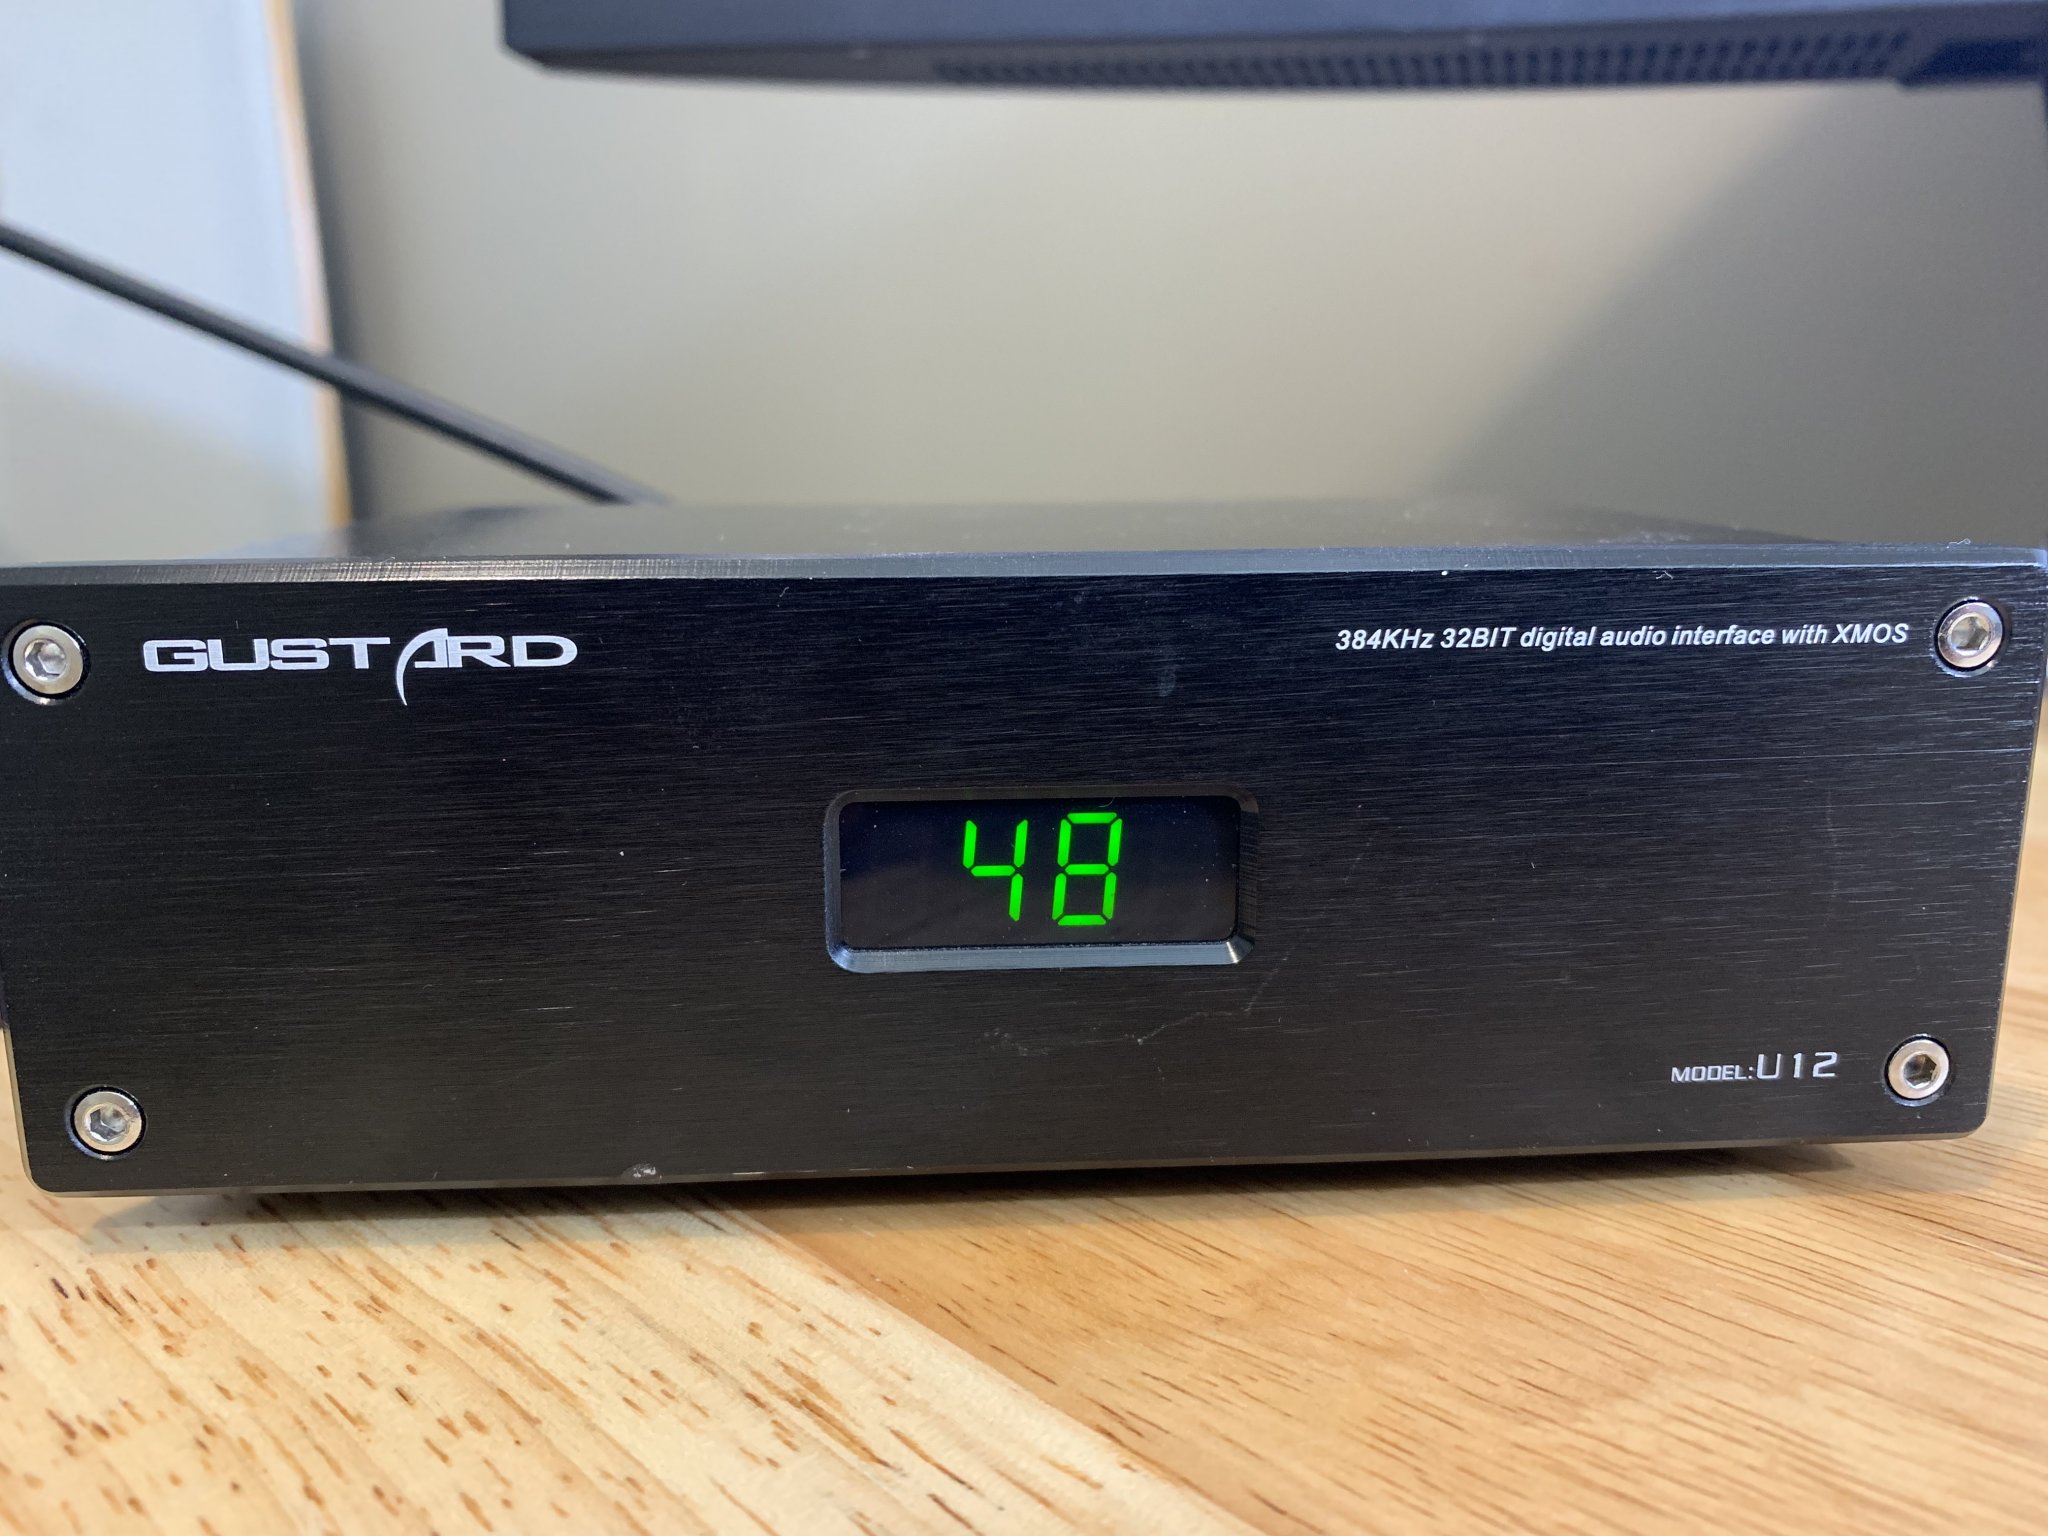 GUSTARD
384KHz 32BIT digital audio interface with XMOS
48
MODEL:U12